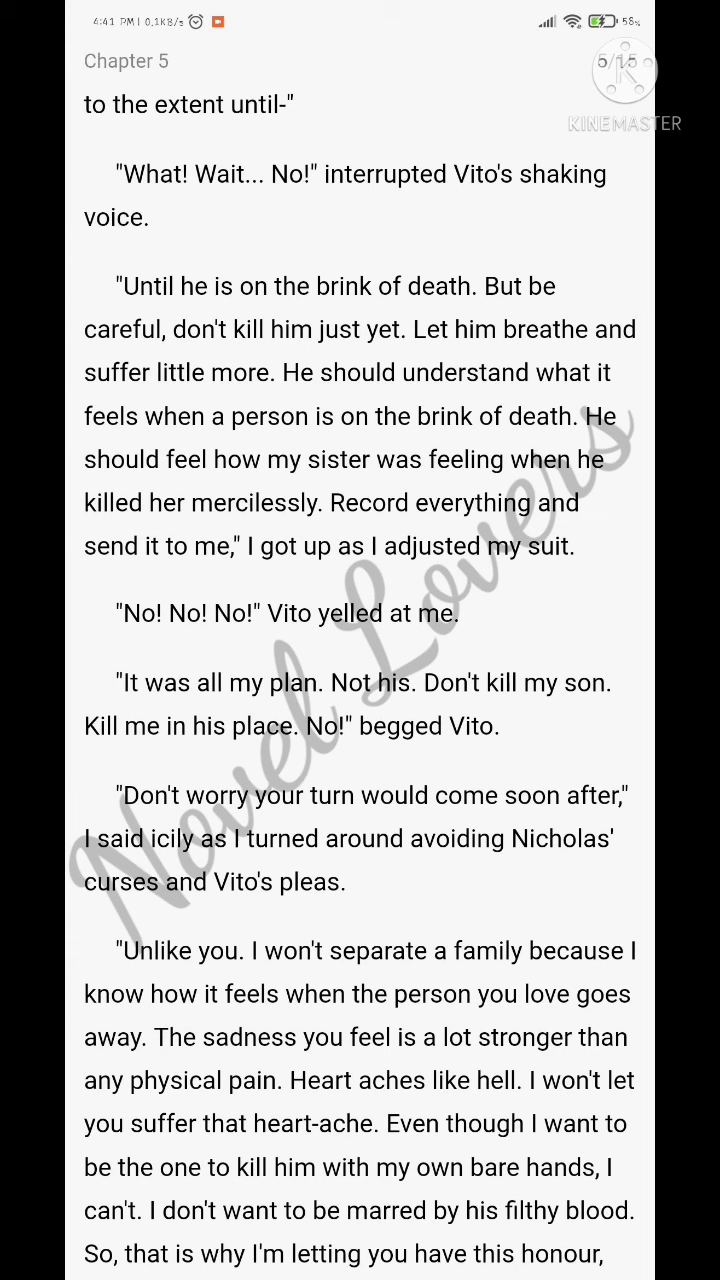 4:41 PM | 0.1KB/s
58%
Chapter 5
5/15
KINEMASTER
to the extent until-"
"What! Wait... No!" interrupted Vito's shaking
voice.
"Until he is on the brink of death. But be
careful, don't kill him just yet. Let him breathe and
suffer little more. He should understand what it
feels when a person is on the brink of death. He
should feel how my sister was feeling when he
killed her mercilessly. Record everything and
send it to me," I got up as I adjusted my suit.
"No! No! No!" Vito yelled at me.
"It was all my plan. Not his. Don't kill my son.
Kill me in his place. No!" begged Vito.
"Don't worry your turn would come soon after,"
I said icily as I turned around avoiding Nicholas'
curses and Vito's pleas.
"Unlike you. I won't separate a family because I
know how it feels when the person you love goes
away. The sadness you feel is a lot stronger than
any physical pain. Heart aches like hell. I won't let
you suffer that heart-ache. Even though I want to
be the one to kill him with my own bare hands, I
can't. I don't want to be marred by his filthy blood.
So, that is why I'm letting you have this honour,
Novel Lovers